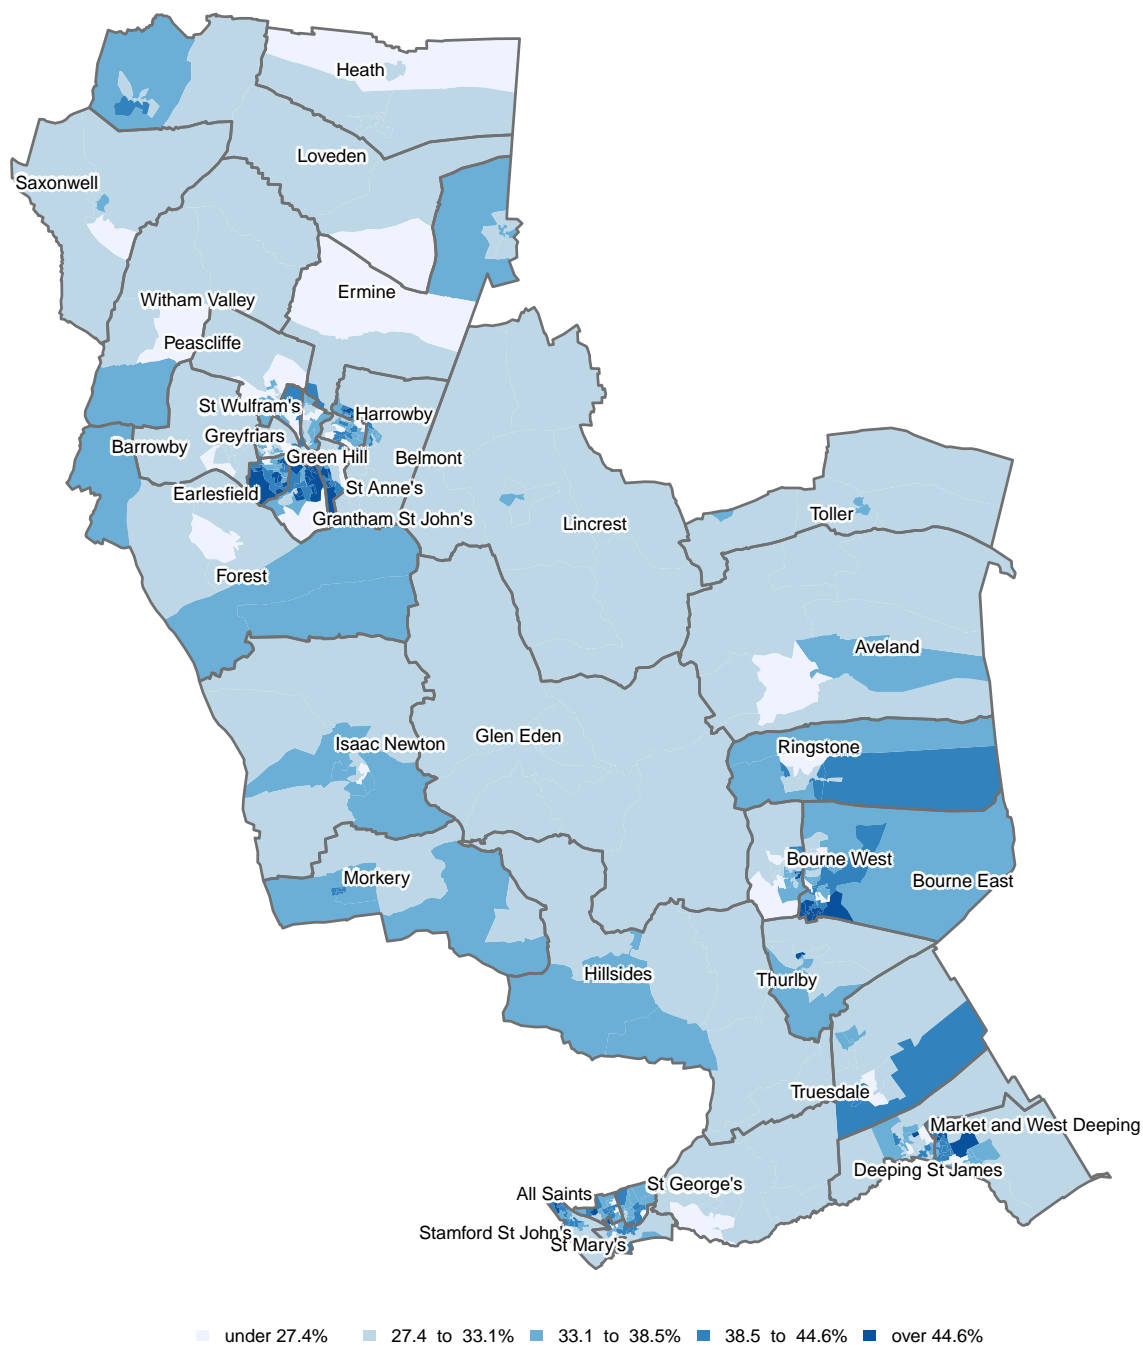 Heath
Loveden
Saxonwell
Ermine
Witham Valley
Peascliffe
St Wulfram's
Harrowby
Greyfriars
Barrowby
Green Hill
Belmont
St Anne's
Earlesfield
Grantham St John's
Toller
Lincrest
Forest
Aveland
Glen Eden
Isaac Newton
Ringstone
Bourne West
Morkery
Bourne East
Hillsides
Thurlby
Truesdale
Market and West Deeping
Deeping St James
St George's
All Saints
Stamford St John's
St Mary's
under 27.4% 27.4 to 33.1% 33.1 to 38.5% 38.5 to 44.6% over 44.6%